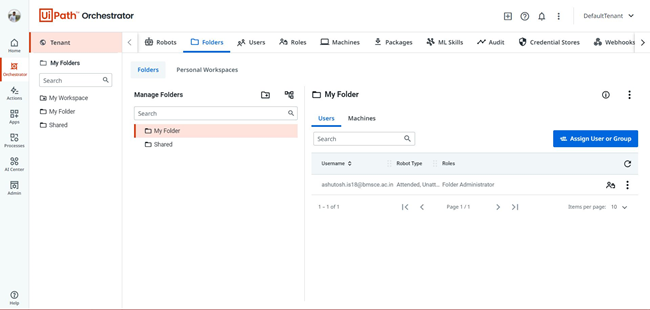 UiPath Orchestrator
DefaultTenant
Home
Orchestrator
Actions
Apps
Processes
AI Center
Admin
Help
Tenant
My Folders
Search
My Workspace
My Folder
Shared
Robots
Folders
Users
Roles
Machines
Packages
ML Skills
Audit
Credential Stores
Webhooks
Folders
Personal Workspaces
Manage Folders
Search
My Folder
Shared
My Folder
Users
Machines
Search
Assign User or Group
Username
Robot Type
Roles
ashutosh.is18@bmsce.ac.in
Attended, Unatt...
Folder Administrator
1 - 1 of 1
Page 1 / 1
Items per page: 10